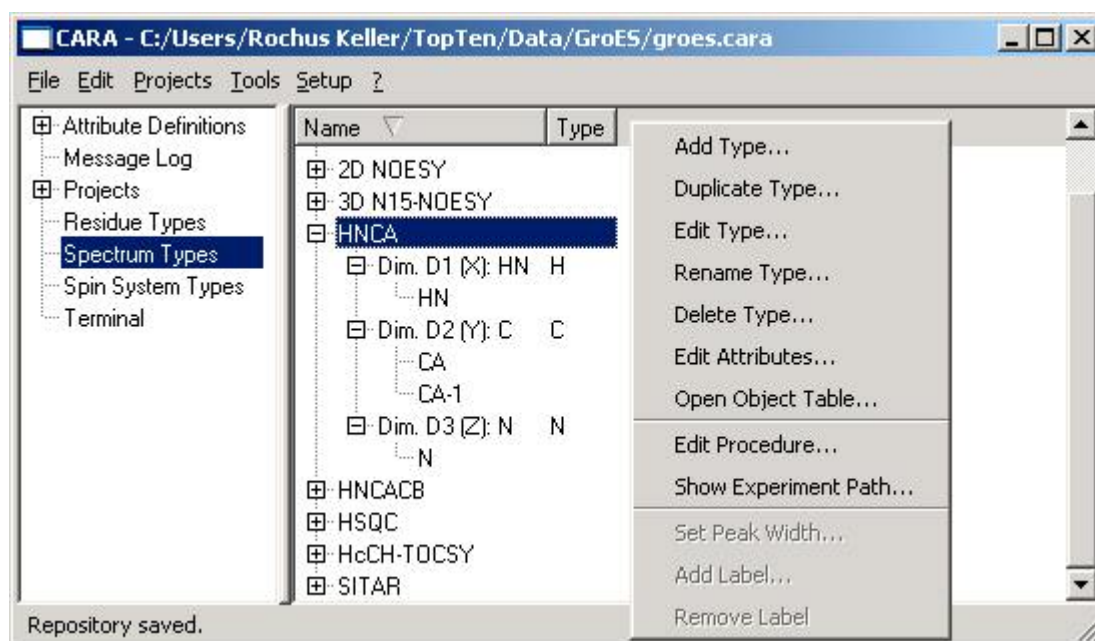 CARA - C:/Users/Rochus Keller/TopTen/Data/GroES/groes.cara
File Edit Projects Tools Setup ?
Attribute Definitions
Message Log
Projects
Residue Types
Spectrum Types
Spin System Types
Terminal
Name Type
2D NOESY
3D N15-NOESY
HNCA
Dim. D1 (X): HN H
HN
Dim. D2 (Y): C C
CA
CA-1
Dim. D3 (Z): N N
N
HNCACB
HSQC
HcCH-TOCSY
SITAR
Add Type...
Duplicate Type...
Edit Type...
Rename Type...
Delete Type...
Edit Attributes...
Open Object Table...
Edit Procedure...
Show Experiment Path...
Set Peak Width...
Add Label...
Remove Label
Repository saved.